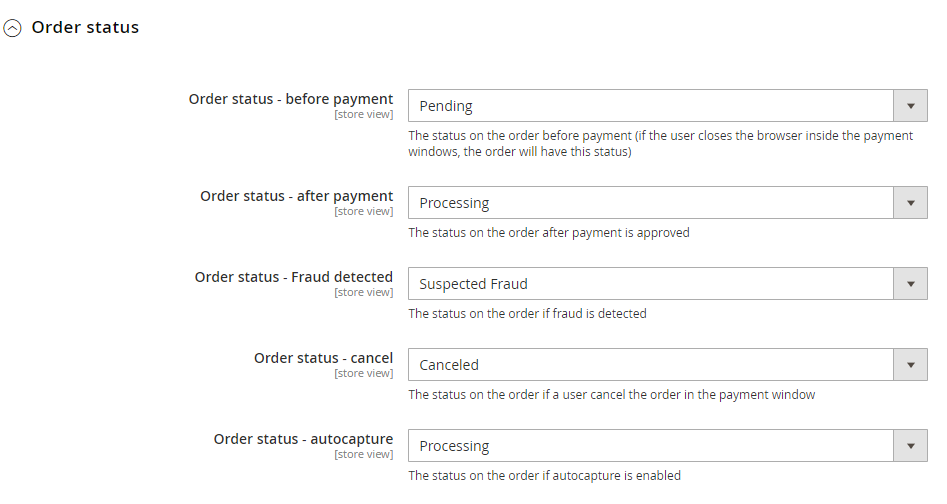 Order status
Order status - before payment
[store view]
Pending
The status on the order before payment (if the user closes the browser inside the payment
windows, the order will have this status)
Order status - after payment
[store view]
Processing
The status on the order after payment is approved
Order status - Fraud detected
[store view]
Suspected Fraud
The status on the order if fraud is detected
Order status - cancel
[store view]
Canceled
The status on the order if a user cancel the order in the payment window
Order status - autocapture
[store view]
Processing
The status on the order if autocapture is enabled